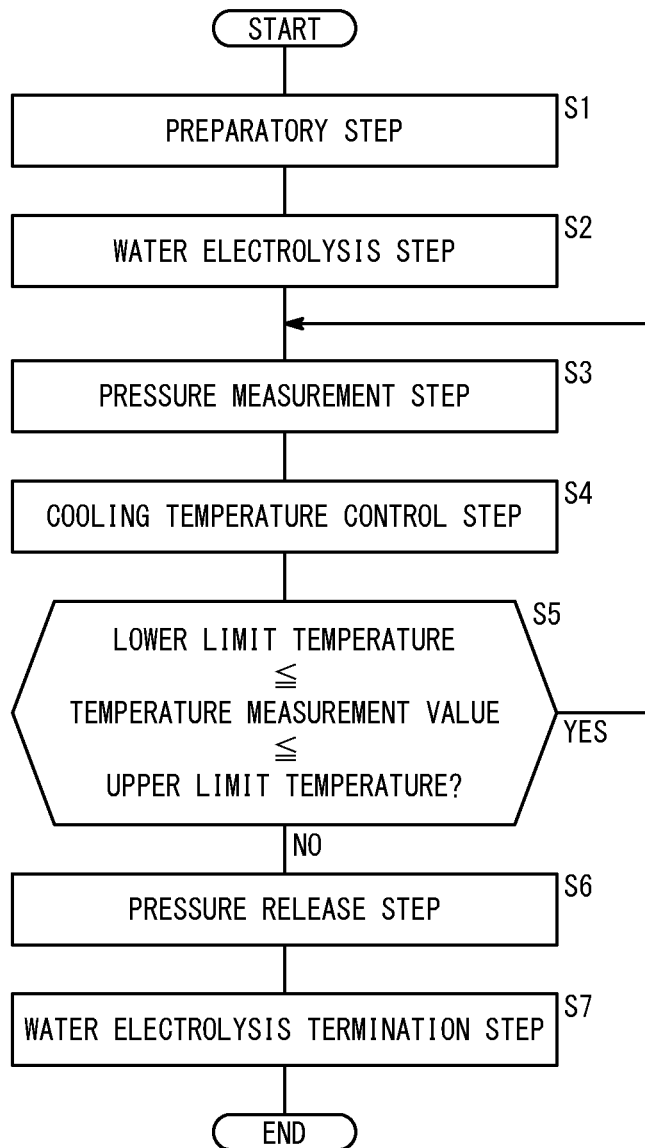 START
PREPARATORY STEP
S1
WATER ELECTROLYSIS STEP
S2
PRESSURE MEASUREMENT STEP
S3
COOLING TEMPERATURE CONTROL STEP
S4
LOWER LIMIT TEMPERATURE
≦
TEMPERATURE MEASUREMENT VALUE
≦
UPPER LIMIT TEMPERATURE?
S5
YES
NO
PRESSURE RELEASE STEP
S6
WATER ELECTROLYSIS TERMINATION STEP
S7
END